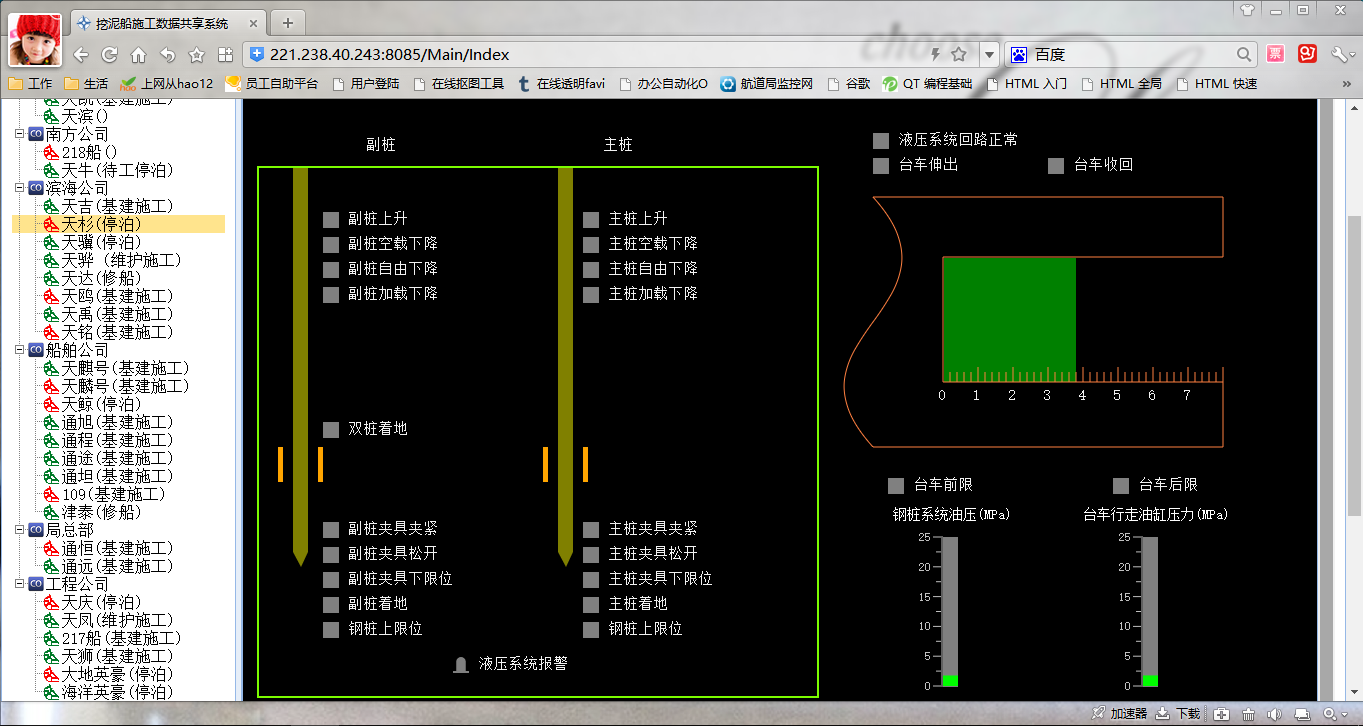 挖泥船施工数据共享系统
221.238.40.243:8085/Main/Index
百度
工作 生活 上网从hao12 员工自助平台 用户登陆 在线抠图工具 在线透明favi 办公自动化O 航道局监控网 谷歌 QT 编程基础 HTML 入门 HTML 全局 HTML 快速
天凯(基建施工)
天滨()
南方公司
218船()
天牛(待工停泊)
滨海公司
天吉(基建施工)
天杉(停泊)
天骥(停泊)
天骅 (维护施工)
天达(修船)
天鸥(基建施工)
天禹(基建施工)
天铭(基建施工)
船舶公司
天麒号(基建施工)
天麟号(基建施工)
天鲸(停泊)
通旭(基建施工)
通程(基建施工)
通途(基建施工)
通坦(基建施工)
109(基建施工)
津泰(修船)
局总部
通恒(基建施工)
通远(基建施工)
工程公司
天庆(停泊)
天凤(维护施工)
217船(基建施工)
天狮(基建施工)
大地英豪(停泊)
海洋英豪(停泊)
副桩 主桩
副桩上升
副桩空载下降
副桩自由下降
副桩加载下降
双桩着地
副桩夹具夹紧
副桩夹具松开
副桩夹具下限位
副桩着地
钢桩上限位
主桩上升
主桩空载下降
主桩自由下降
主桩加载下降
主桩夹具夹紧
主桩夹具松开
主桩夹具下限位
主桩着地
钢桩上限位
液压系统报警
液压系统回路正常
台车伸出 台车收回
0 1 2 3 4 5 6 7
台车前限 台车后限
钢桩系统油压(MPa) 台车行走油缸压力(MPa)
25 25
20 20
15 15
10 10
5 5
0 0
加速器 下载